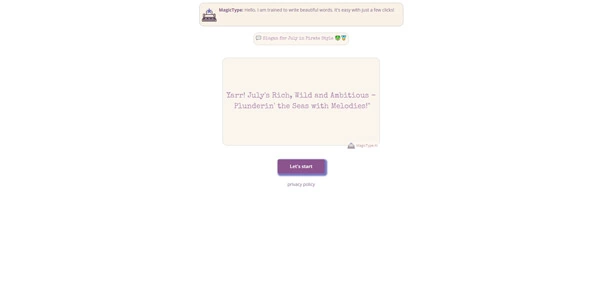 MagicType: Hello, I am trained to write beautiful words. It's easy with just a few clicks!
Slogan for July in Pirate Style
Yarr! July's Rich, Wild and Ambitious -
Plunderin' the Seas with Melodies!"
MagicType AI
Let's start
privacy policy